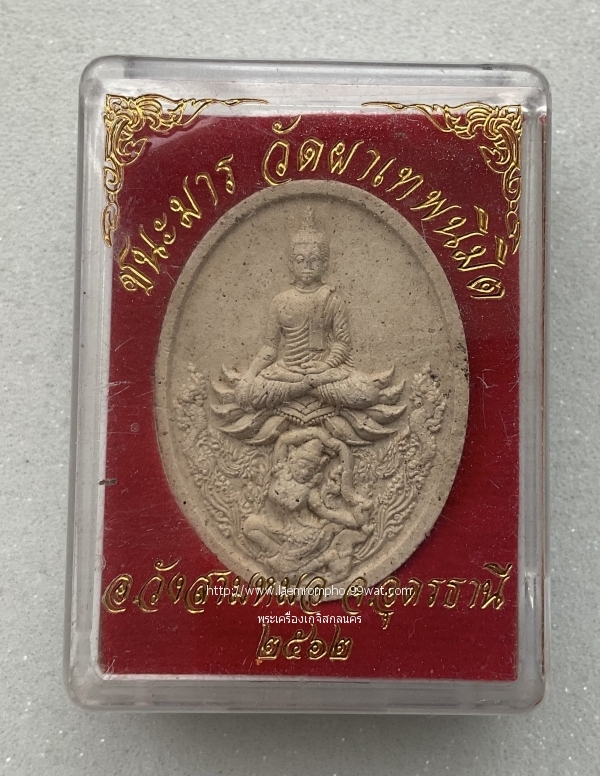 ชนะมาร วัดผาเทพนิมิต
อ.วังสามหมอ จ.อุดรธานี
http://www.laemrompho.99wat.com
พระเครื่องเกจิสกลนคร
๒๕๖๒